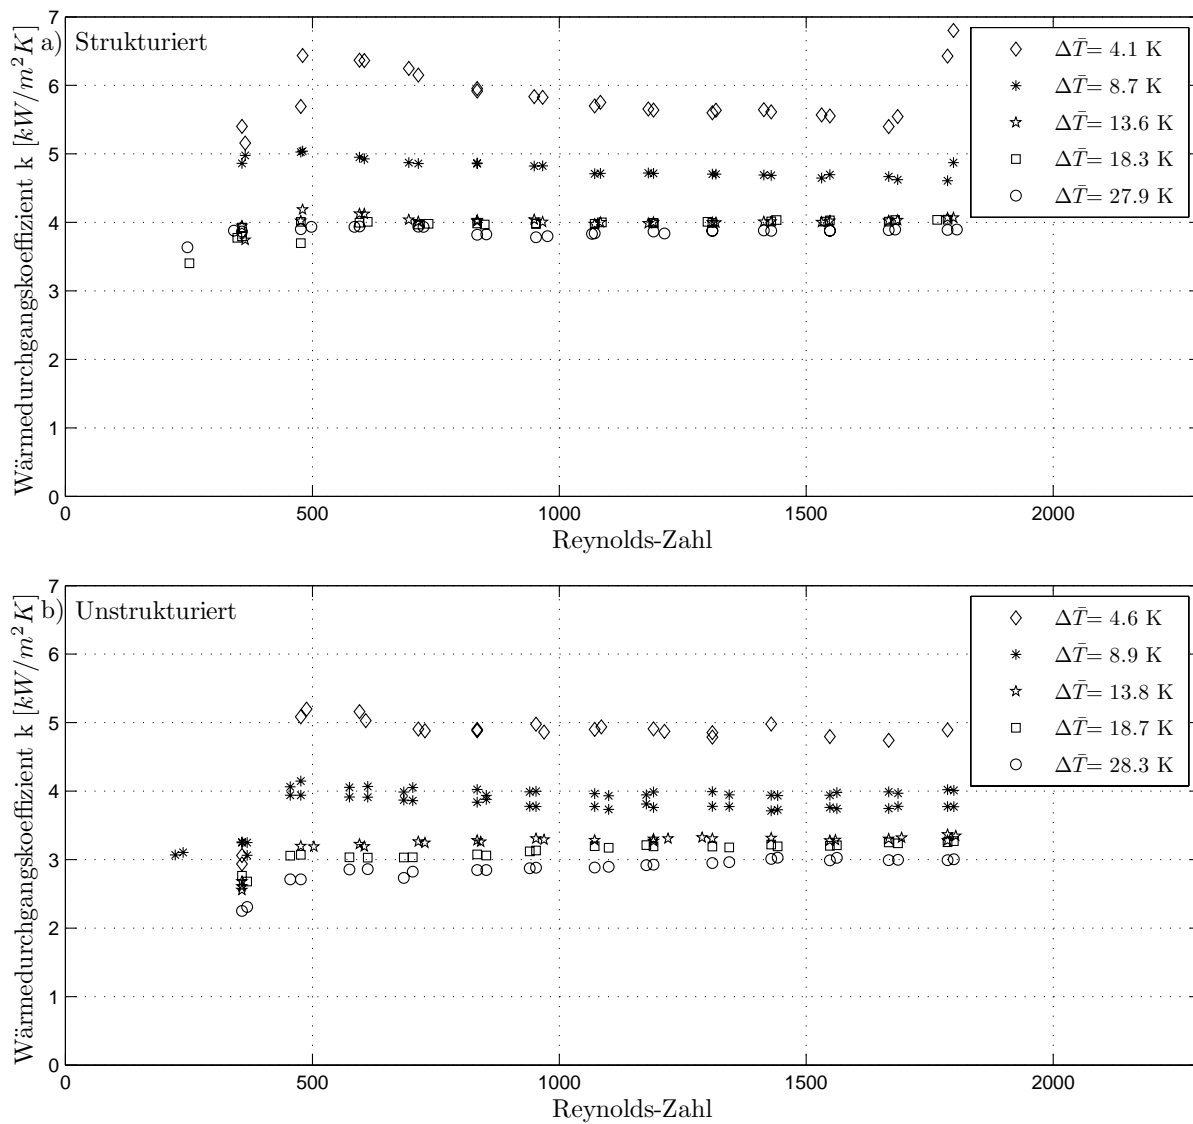 7
6
5
4
3
2
1
0
Wärmedurchgangskoeffizient k [kW/m²K]
a) Strukturiert
ΔT̄= 4.1 K
ΔT̄= 8.7 K
ΔT̄= 13.6 K
ΔT̄= 18.3 K
ΔT̄= 27.9 K
0 500 1000 1500 2000
Reynolds-Zahl
7
6
5
4
3
2
1
0
Wärmedurchgangskoeffizient k [kW/m²K]
b) Unstrukturiert
ΔT̄= 4.6 K
ΔT̄= 8.9 K
ΔT̄= 13.8 K
ΔT̄= 18.7 K
ΔT̄= 28.3 K
0 500 1000 1500 2000
Reynolds-Zahl